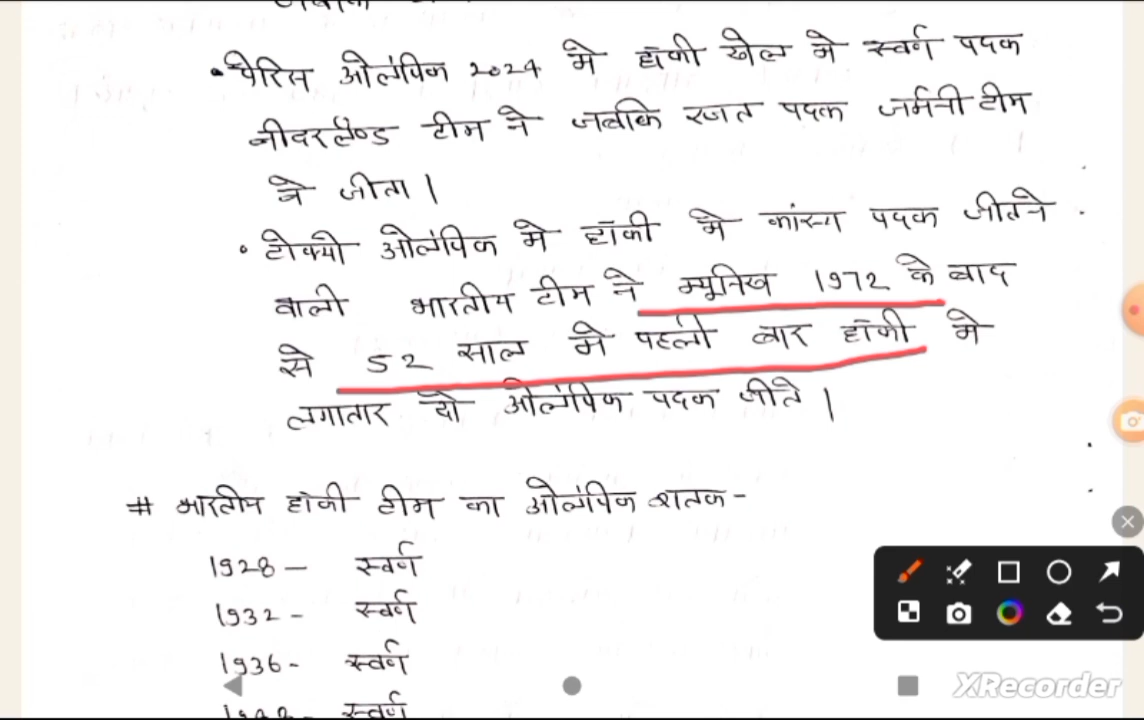 • पेरिस ओलंपिक 2024 मे हॉकी खेल मे स्वर्ण पदक
नीदरलैण्ड टीम ने जबकि रजत पदक जर्मनी टीम
ने जीता।
• टोक्यो ओलंपिक मे हॉकी मे कांस्य पदक जीतने
वाली भारतीय टीम ने म्यूनिख 1972 के बाद
से 52 साल मे पहली बार हॉकी मे
लगातार दो ओलंपिक पदक जीते।
# भारतीय हॉकी टीम का ओलंपिक शतक-
1928 - स्वर्ण
1932 - स्वर्ण
1936 - स्वर्ण
स्वर्ण
XRecorder